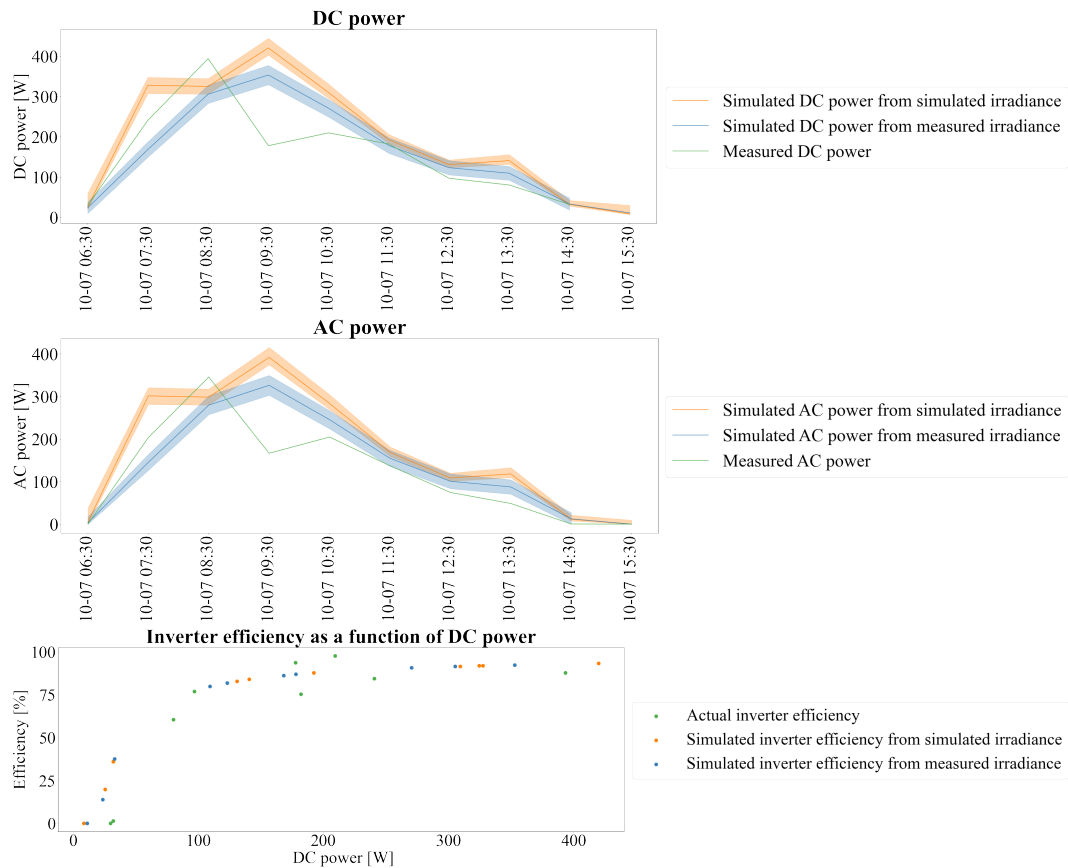 DC power
DC power [W]
400
300
200
100
0
10-07 06:30
10-07 07:30
10-07 08:30
10-07 09:30
10-07 10:30
10-07 11:30
10-07 12:30
10-07 13:30
10-07 14:30
10-07 15:30
Simulated DC power from simulated irradiance
Simulated DC power from measured irradiance
Measured DC power
AC power
AC power [W]
400
300
200
100
0
10-07 06:30
10-07 07:30
10-07 08:30
10-07 09:30
10-07 10:30
10-07 11:30
10-07 12:30
10-07 13:30
10-07 14:30
10-07 15:30
Simulated AC power from simulated irradiance
Simulated AC power from measured irradiance
Measured AC power
Inverter efficiency as a function of DC power
Efficiency [%]
100
75
50
25
0
0
100
200
300
400
DC power [W]
Actual inverter efficiency
Simulated inverter efficiency from simulated irradiance
Simulated inverter efficiency from measured irradiance